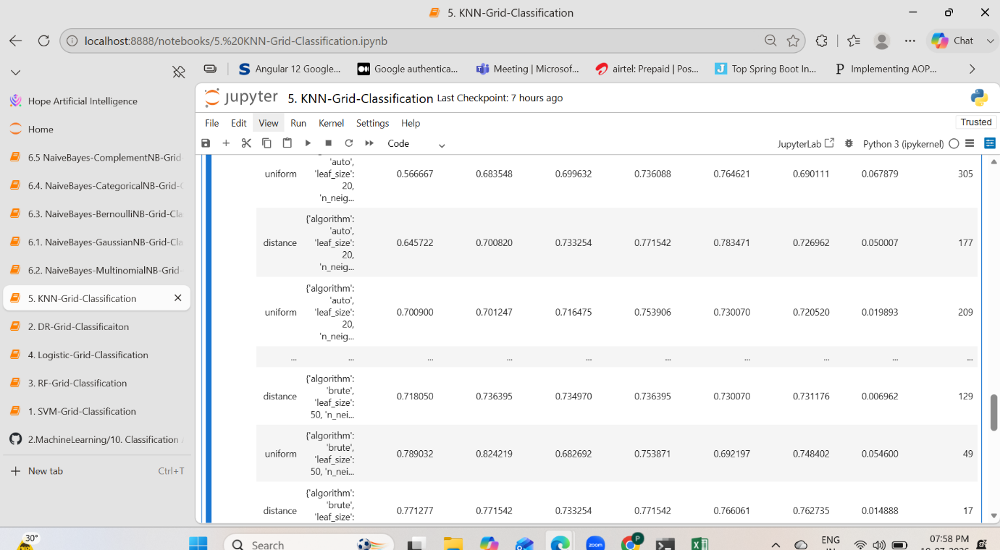 5. KNN-Grid-Classification
localhost:8888/notebooks/5.%20KNN-Grid-Classification.ipynb
Chat
Angular 12 Google...
Google authentica...
Meeting | Microsof...
airtel: Prepaid | Pos...
Top Spring Boot In...
Implementing AOP...
Hope Artificial Intelligence
Home
6.5 NaiveBayes-ComplementNB-Grid-
6.4. NaiveBayes-CategoricalNB-Grid-C
6.3. NaiveBayes-BernoulliNB-Grid-Cla
6.1. NaiveBayes-GaussianNB-Grid-Cla
6.2. NaiveBayes-MultinomialNB-Grid-
5. KNN-Grid-Classification
2. DR-Grid-Classificaiton
4. Logistic-Grid-Classification
3. RF-Grid-Classification
1. SVM-Grid-Classification
2.MachineLearning/10. Classification
New tab Ctrl+T
jupyter 5. KNN-Grid-Classification Last Checkpoint: 7 hours ago
File Edit View Run Kernel Settings Help Trusted
Code JupyterLab Python 3 (ipykernel)
'auto',
uniform 'leaf_size': 0.566667 0.683548 0.699632 0.736088 0.764621 0.690111 0.067879 305
20,
'n_neig...
{'algorithm':
'auto',
distance 'leaf_size': 0.645722 0.700820 0.733254 0.771542 0.783471 0.726962 0.050007 177
20,
'n_neig...
{'algorithm':
'auto',
uniform 'leaf_size': 0.700900 0.701247 0.716475 0.753906 0.730070 0.720520 0.019893 209
20,
'n_neig...
... ... ... ... ... ... ... ... ... ...
{'algorithm':
'brute',
distance 0.718050 0.736395 0.734970 0.736395 0.730070 0.731176 0.006962 129
'leaf_size':
50, 'n_nei...
{'algorithm':
'brute',
uniform 0.789032 0.824219 0.682692 0.753871 0.692197 0.748402 0.054600 49
'leaf_size':
50, 'n_nei...
{'algorithm':
'brute',
distance 0.771277 0.771542 0.733254 0.771542 0.766061 0.762735 0.014888 17
'leaf_size':
30°
Search
zoom
P
ENG
07:58 PM